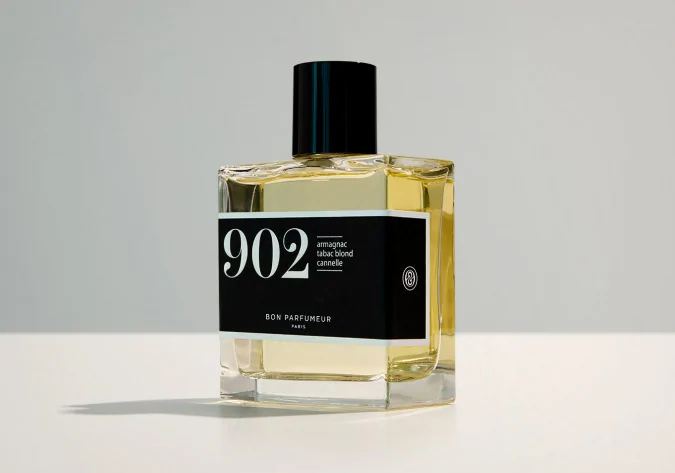 902
armagnac
tabac blond
cannelle
BON PARFUMEUR
PARIS